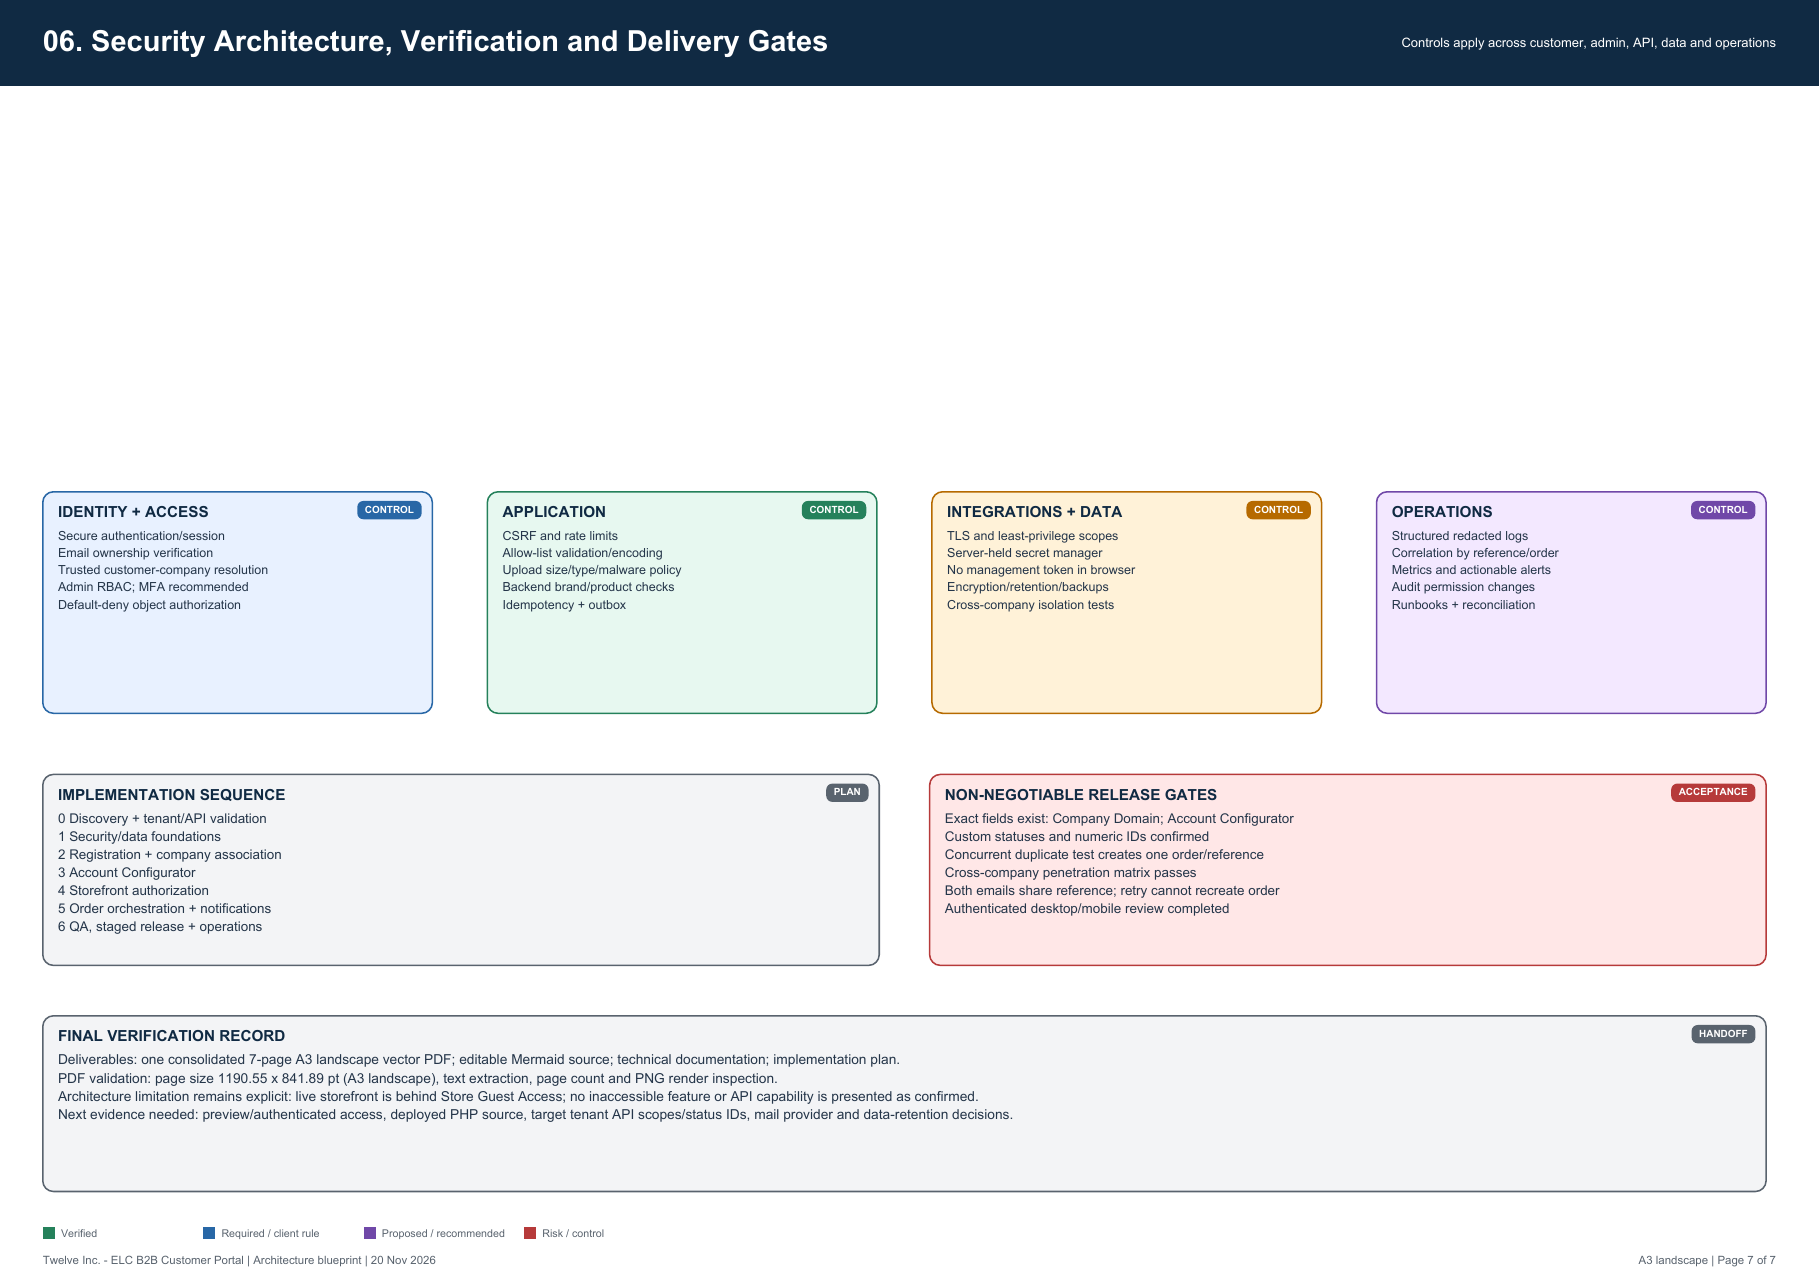 06. Security Architecture, Verification and Delivery Gates
Controls apply across customer, admin, API, data and operations
IDENTITY + ACCESS
CONTROL
Secure authentication/session
Email ownership verification
Trusted customer-company resolution
Admin RBAC; MFA recommended
Default-deny object authorization
APPLICATION
CONTROL
CSRF and rate limits
Allow-list validation/encoding
Upload size/type/malware policy
Backend brand/product checks
Idempotency + outbox
INTEGRATIONS + DATA
CONTROL
TLS and least-privilege scopes
Server-held secret manager
No management token in browser
Encryption/retention/backups
Cross-company isolation tests
OPERATIONS
CONTROL
Structured redacted logs
Correlation by reference/order
Metrics and actionable alerts
Audit permission changes
Runbooks + reconciliation
IMPLEMENTATION SEQUENCE
PLAN
0 Discovery + tenant/API validation
1 Security/data foundations
2 Registration + company association
3 Account Configurator
4 Storefront authorization
5 Order orchestration + notifications
6 QA, staged release + operations
NON-NEGOTIABLE RELEASE GATES
ACCEPTANCE
Exact fields exist: Company Domain; Account Configurator
Custom statuses and numeric IDs confirmed
Concurrent duplicate test creates one order/reference
Cross-company penetration matrix passes
Both emails share reference; retry cannot recreate order
Authenticated desktop/mobile review completed
FINAL VERIFICATION RECORD
HANDOFF
Deliverables: one consolidated 7-page A3 landscape vector PDF; editable Mermaid source; technical documentation; implementation plan.
PDF validation: page size 1190.55 x 841.89 pt (A3 landscape), text extraction, page count and PNG render inspection.
Architecture limitation remains explicit: live storefront is behind Store Guest Access; no inaccessible feature or API capability is presented as confirmed.
Next evidence needed: preview/authenticated access, deployed PHP source, target tenant API scopes/status IDs, mail provider and data-retention decisions.
Verified
Required / client rule
Proposed / recommended
Risk / control
Twelve Inc. - ELC B2B Customer Portal | Architecture blueprint | 20 Nov 2026
A3 landscape | Page 7 of 7